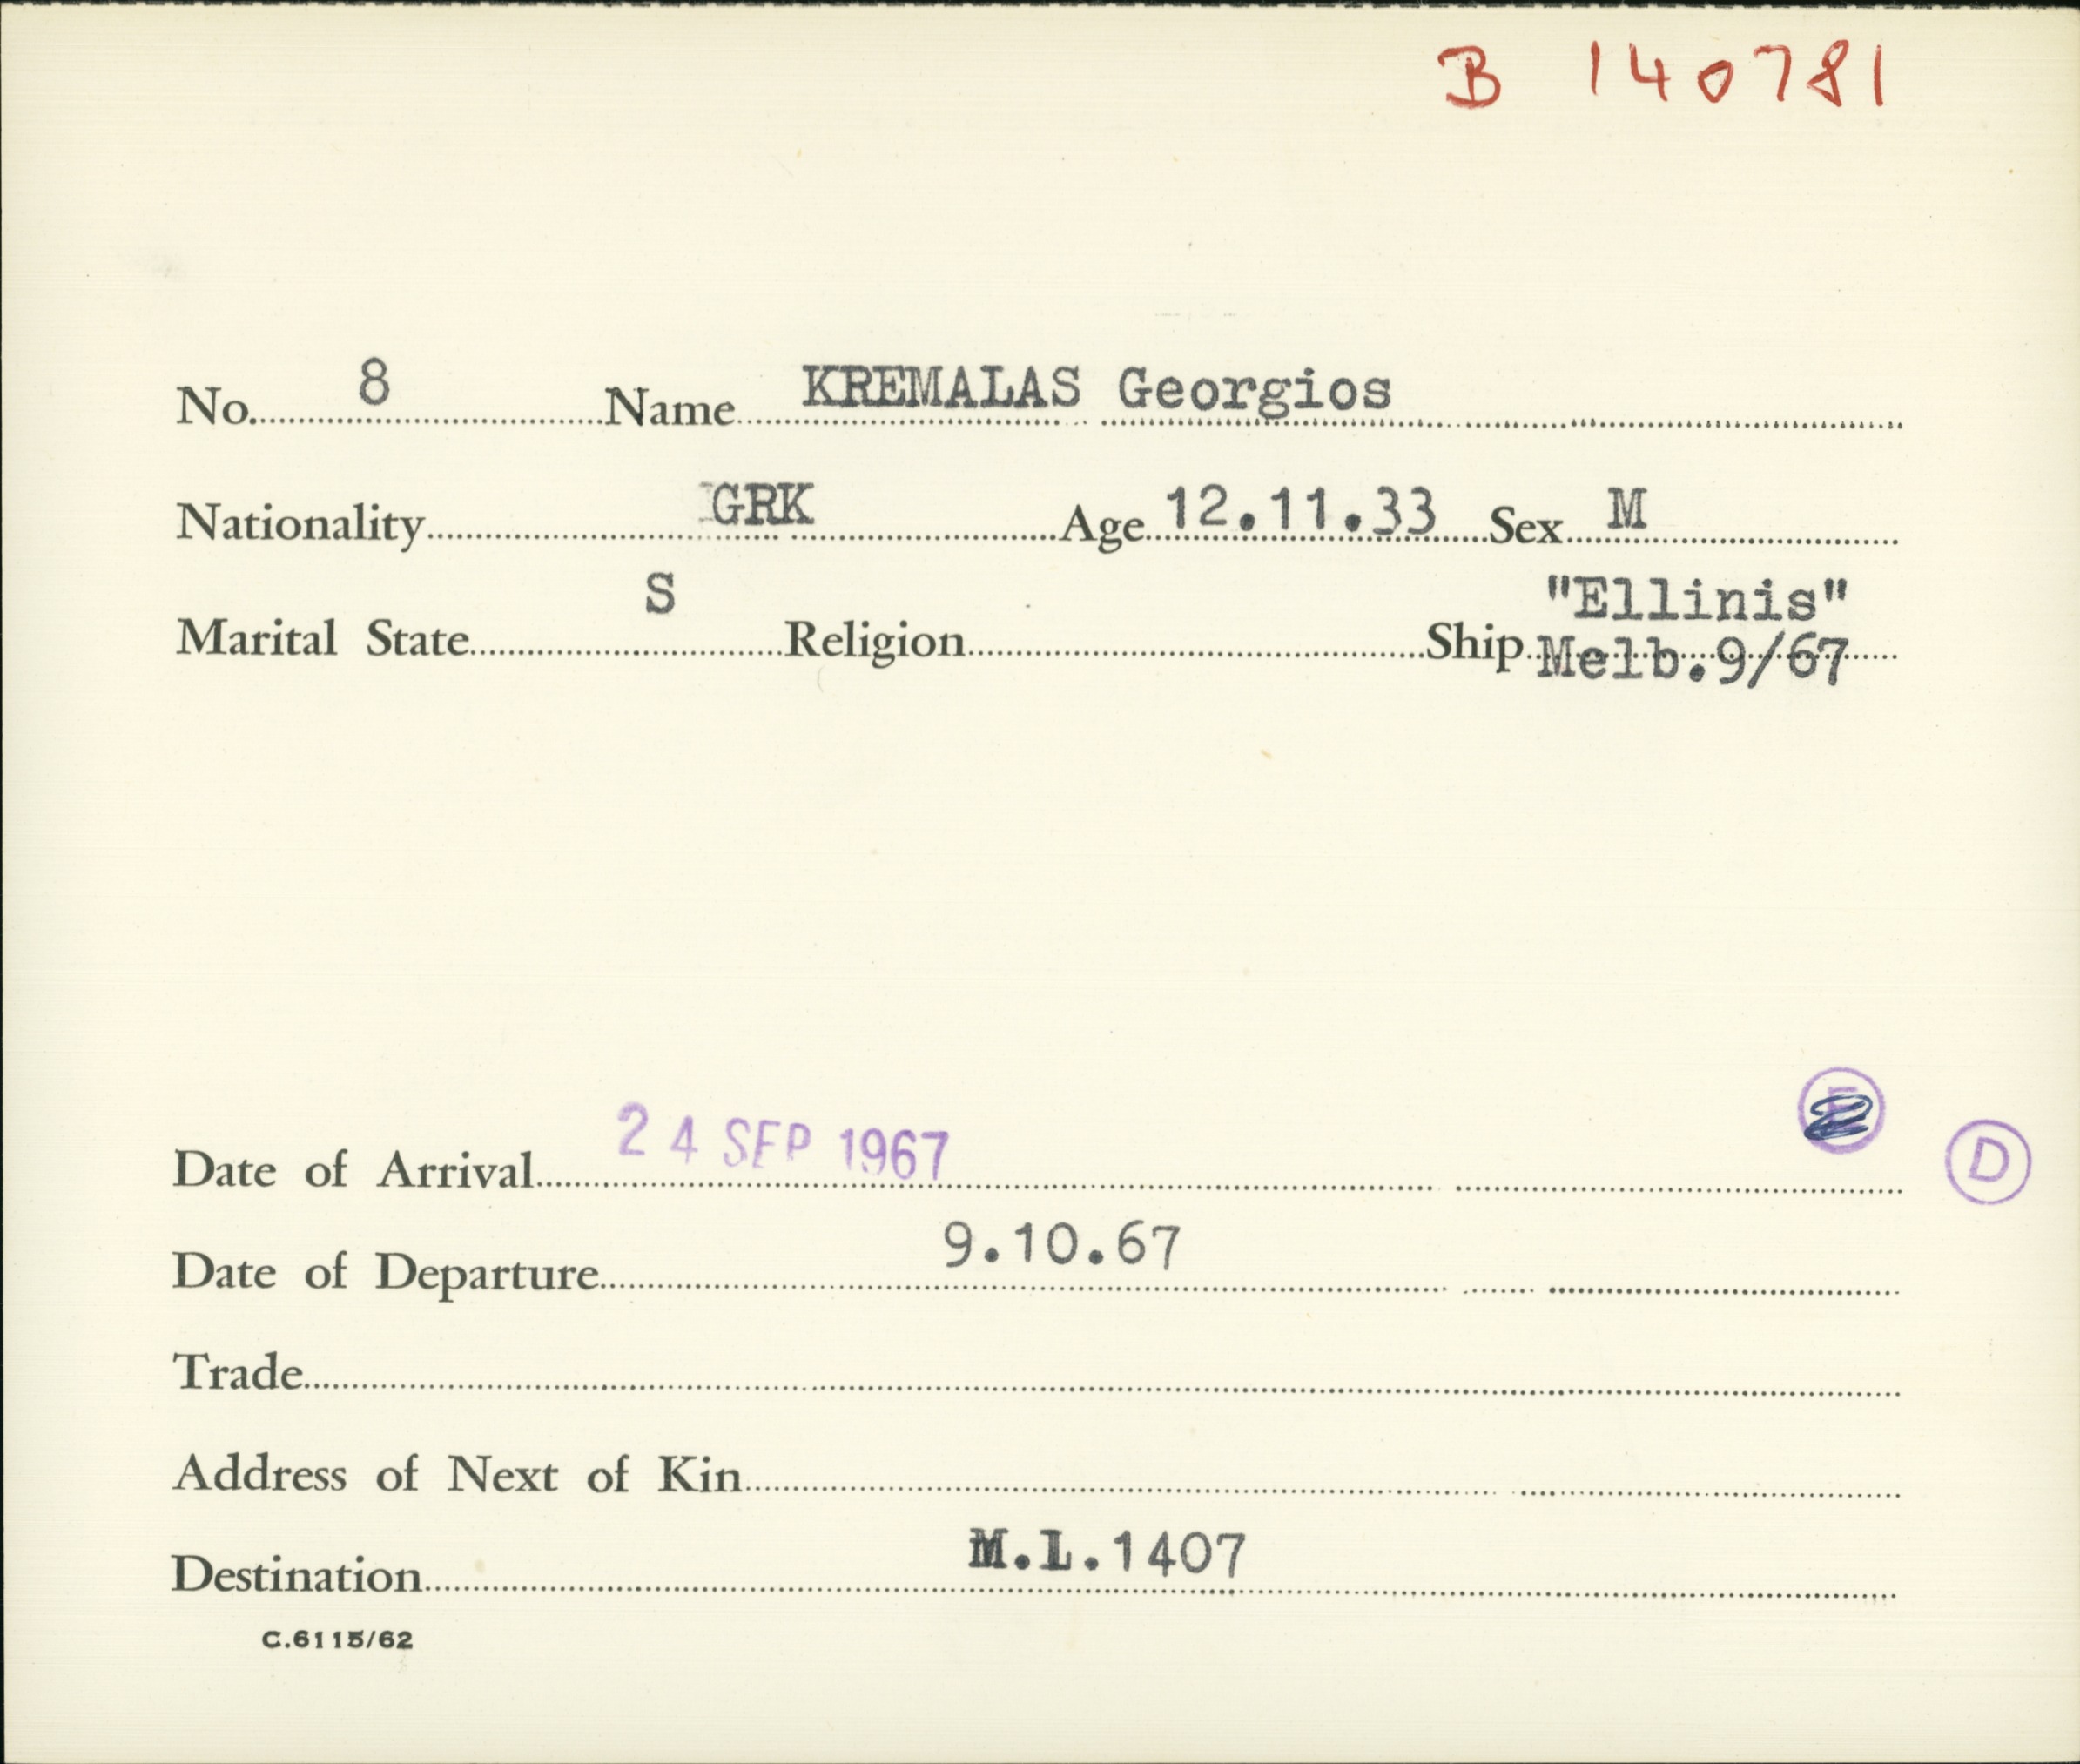 B 140781
No. 8 Name KREMALAS Georgios
Nationality GRK Age 12.11.33 Sex M
"Ellinis"
Marital State S Religion Ship Melb.9/67
Date of Arrival 24 SEP 1967 D
Date of Departure 9.10.67
Trade
Address of Next of Kin
Destination M.L.1407
C.6115/62